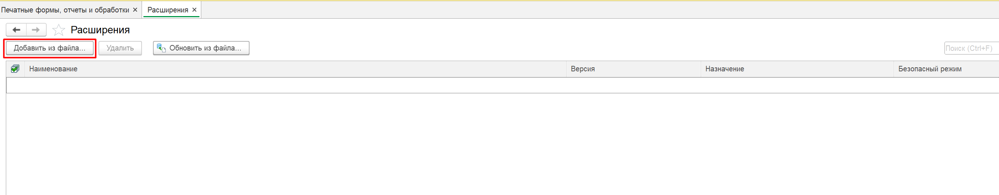 Печатные формы, отчеты и обработки × Расширения ×
Расширения
Добавить из файла... Удалить Обновить из файла... Поиск (Ctrl+F)
Наименование Версия Назначение Безопасный режим